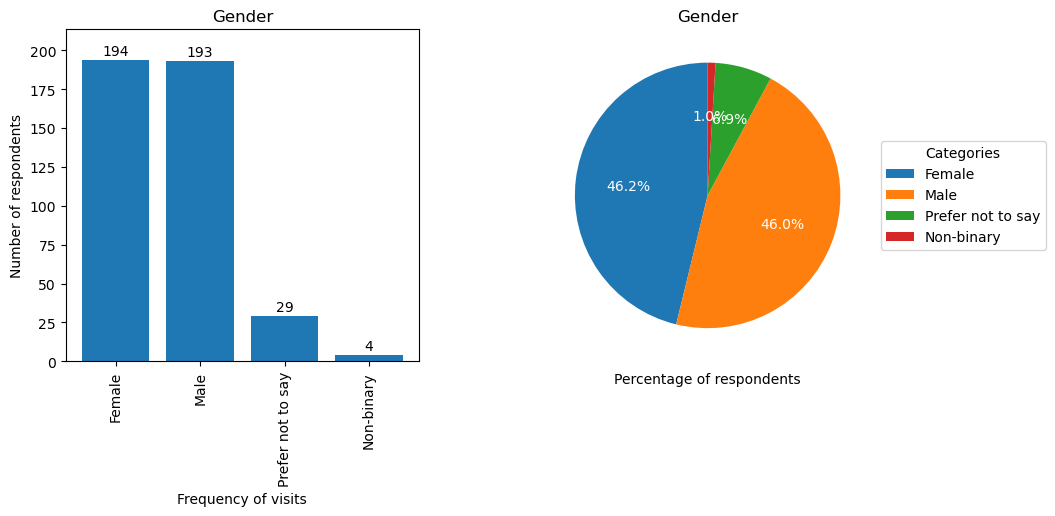 Gender
Number of respondents
200
175
150
125
100
75
50
25
0
194
193
29
4
Female
Male
Prefer not to say
Non-binary
Frequency of visits
Gender
46.2%
46.0%
6.9%
1.0%
Percentage of respondents
Categories
Female
Male
Prefer not to say
Non-binary